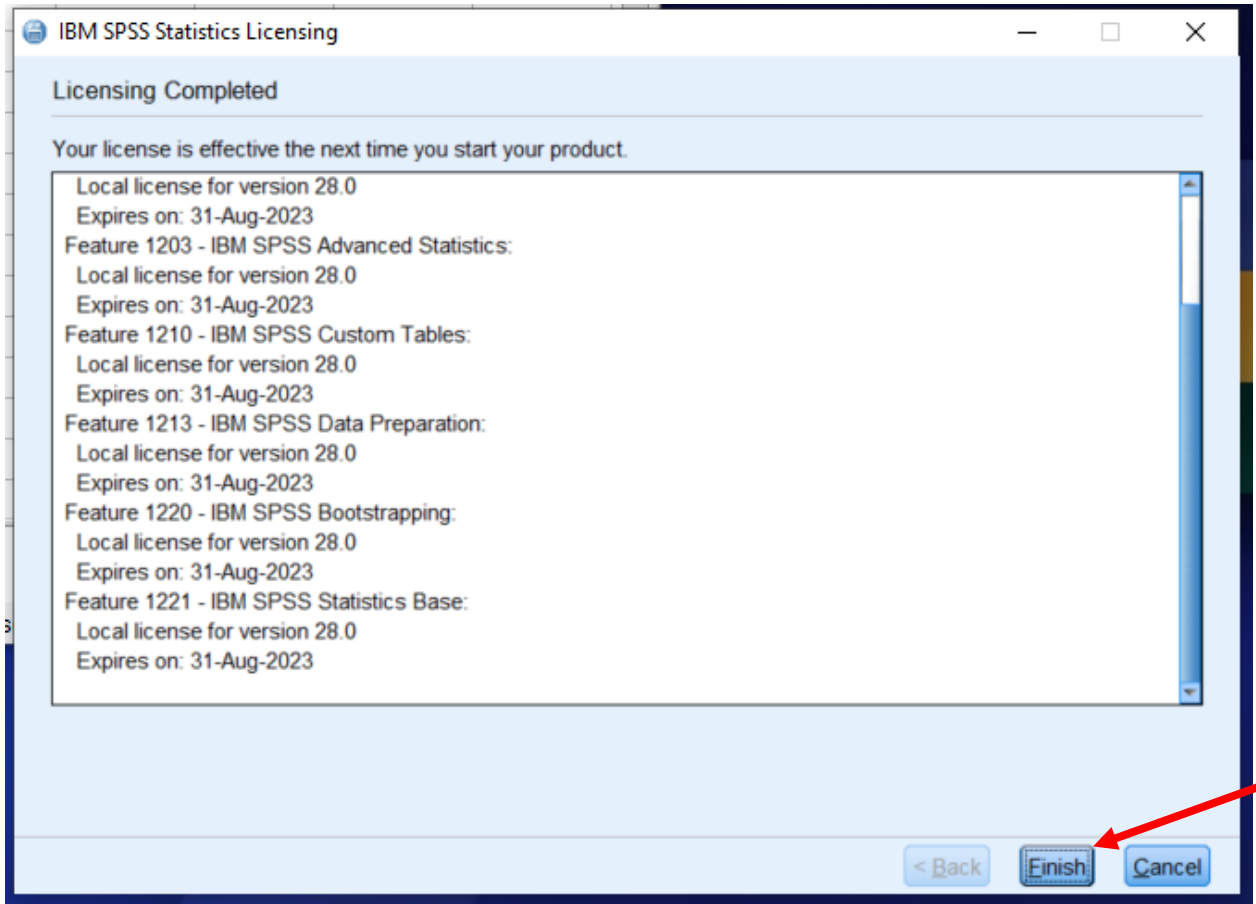 IBM SPSS Statistics Licensing
Licensing Completed
Your license is effective the next time you start your product.
Local license for version 28.0
Expires on: 31-Aug-2023
Feature 1203 - IBM SPSS Advanced Statistics:
Local license for version 28.0
Expires on: 31-Aug-2023
Feature 1210 - IBM SPSS Custom Tables:
Local license for version 28.0
Expires on: 31-Aug-2023
Feature 1213 - IBM SPSS Data Preparation:
Local license for version 28.0
Expires on: 31-Aug-2023
Feature 1220 - IBM SPSS Bootstrapping:
Local license for version 28.0
Expires on: 31-Aug-2023
Feature 1221 - IBM SPSS Statistics Base:
Local license for version 28.0
Expires on: 31-Aug-2023
s
< Back Finish Cancel